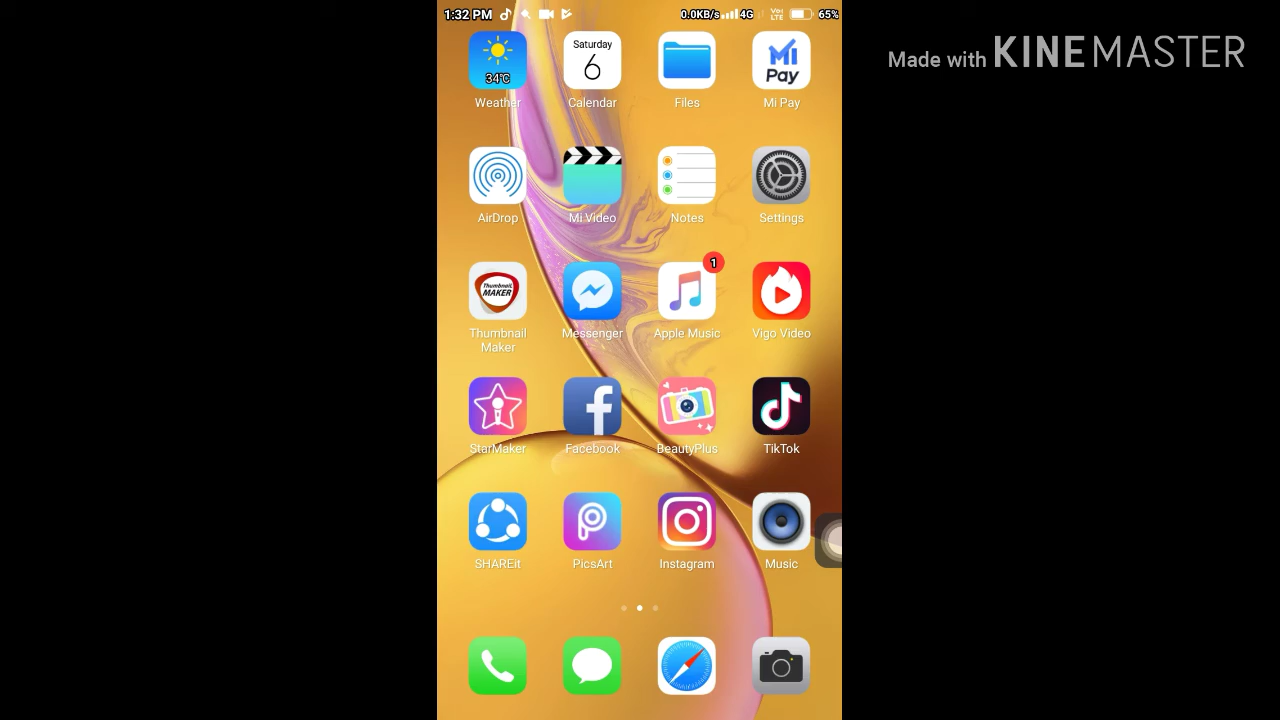 1:32 PM 0.0KB/s 4G Vo) LTE 65%
Made with KINEMASTER
34°C
Saturday
6
Mi
Pay
Weather Calendar Files Mi Pay
AirDrop Mi Video Notes Settings
1
Thumbnail
MAKER
Thumbnail Maker Messenger Apple Music Vigo Video
StarMaker Facebook BeautyPlus TikTok
SHAREit PicsArt Instagram Music